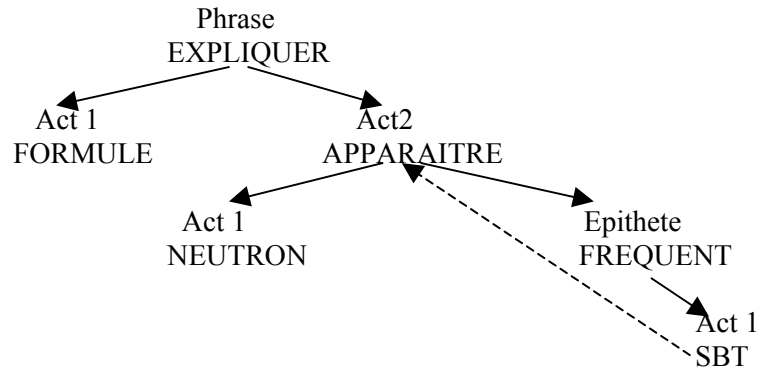 Phrase
EXPLIQUER
Act 1
FORMULE
Act2
APPARAITRE
Act 1
NEUTRON
Epithete
FREQUENT
Act 1
SBT